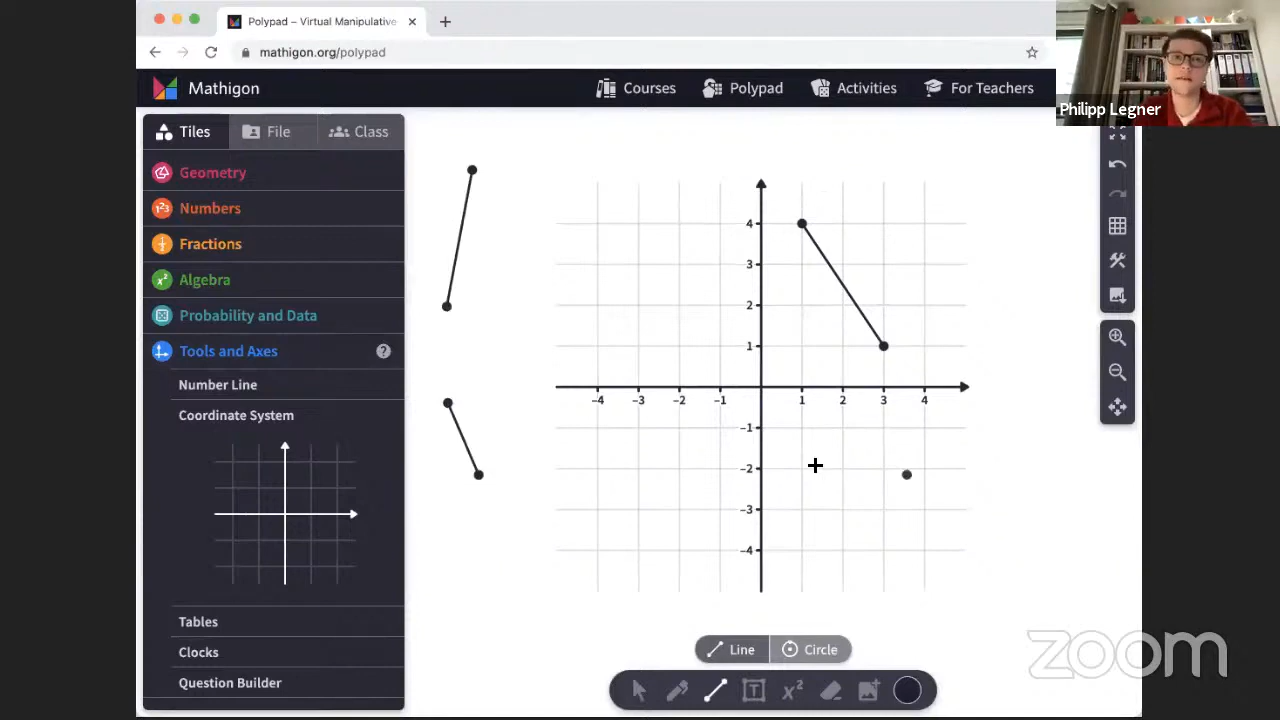 Polypad – Virtual Manipulative
mathigon.org/polypad
Mathigon
Courses
Polypad
Activities
For Teachers
Philipp Legner
Tiles
File
Class
Geometry
Numbers
Fractions
Algebra
Probability and Data
Tools and Axes
?
Number Line
Coordinate System
Tables
Clocks
Question Builder
4
3
2
1
–4 –3 –2 –1 1 2 3 4
–1
–2
–3
–4
Line
Circle
T
x²
zoom